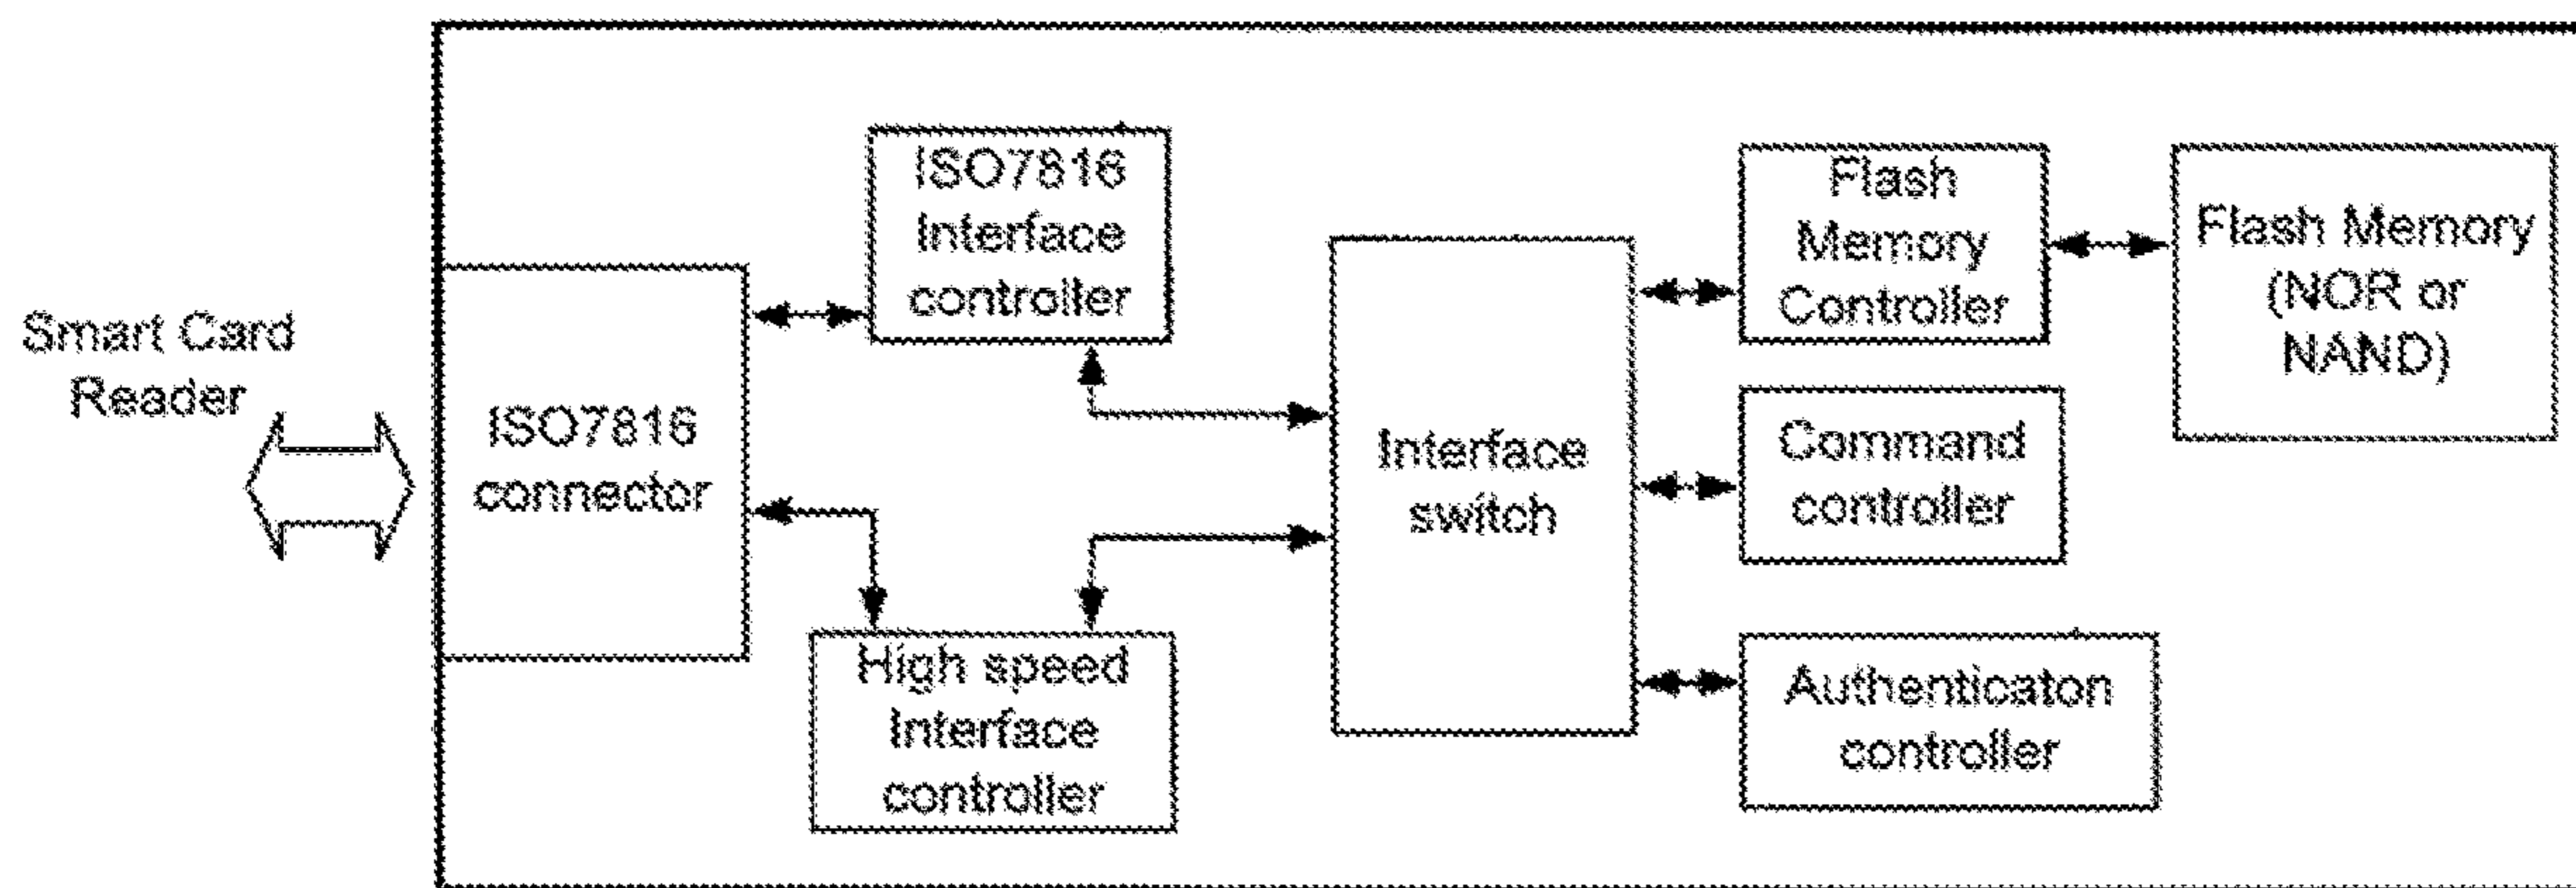 Smart Card
Reader
ISO7816
connector
ISO7816
Interface
controller
High speed
Interface
controller
Interface
switch
Flash
Memory
Controller
Flash Memory
(NOR or
NAND)
Command
controller
Authenticaton
controller